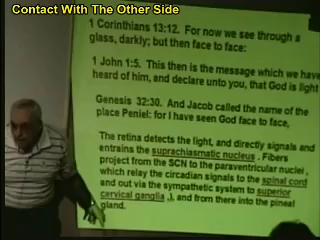 Contact With The Other Side
1 Corinthians 13:12. For now we see through a
glass, darkly; but then face to face:
1 John 1:5. This then is the message which we have
heard of him, and declare unto you, that God is light
Genesis 32:30. And Jacob called the name of the
place Peniel: for I have seen God face to face,
The retina detects the light, and directly signals and
entrains the suprachiasmatic nucleus . Fibers
project from the SCN to the paraventricular nuclei ,
which relay the circadian signals to the spinal cord
and out via the sympathetic system to superior
cervical ganglia ), and from there into the pineal
gland.